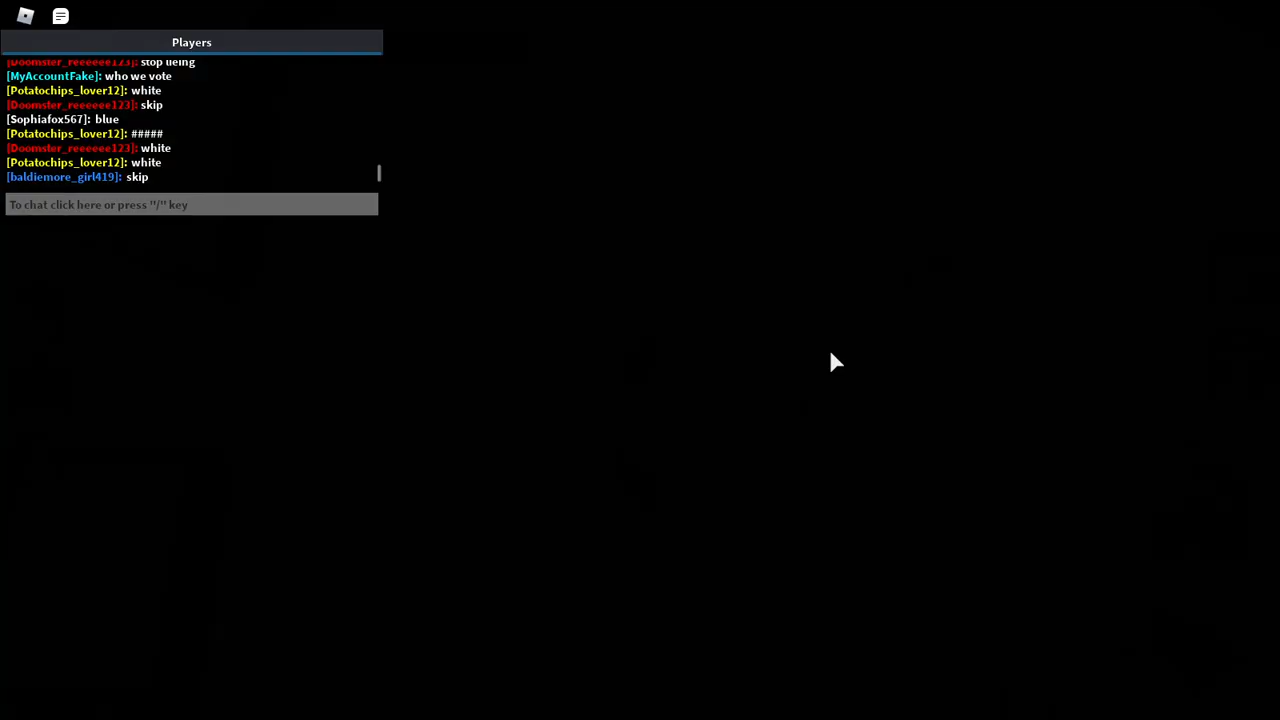 Players
[Doomster_reeeeee123]: stop
[MyAccountFake]: who we vote
[Potatochips_lover12]: white
[Doomster_reeeeee123]: skip
[Sophiafox567]: blue
[Potatochips_lover12]: #####
[Doomster_reeeeee123]: white
[Potatochips_lover12]: white
[baldiemore_girl419]: skip
To chat click here or press "/" key